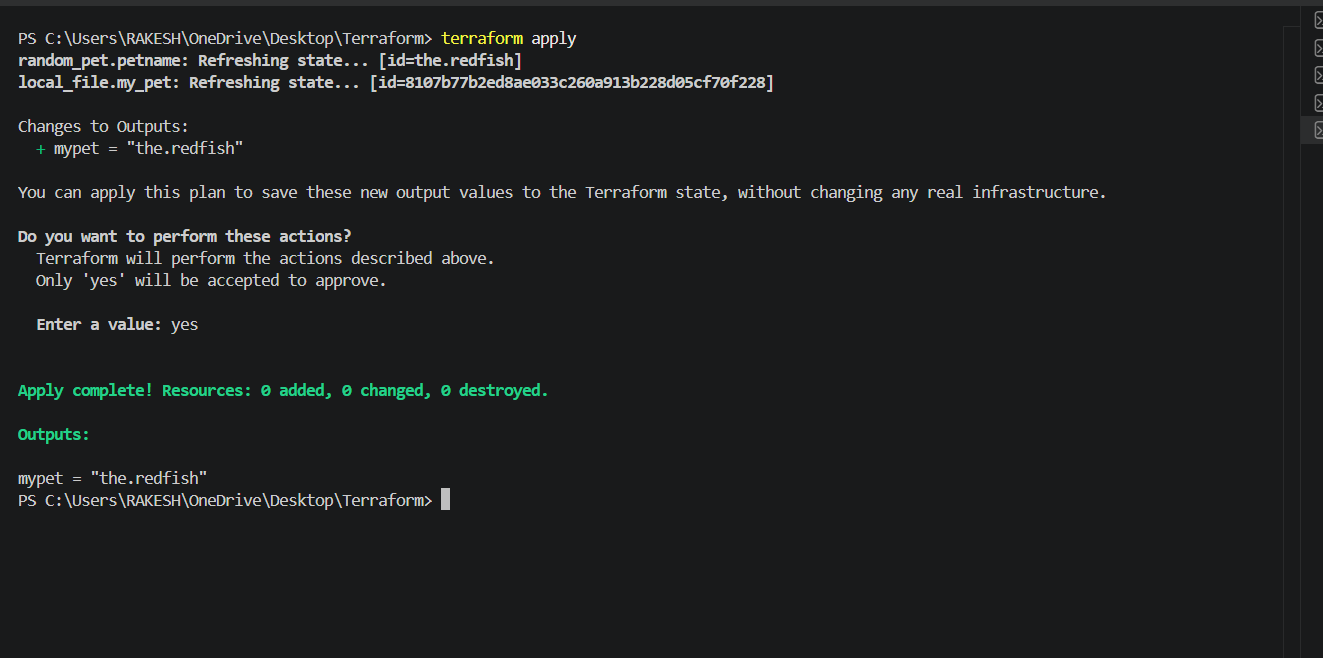 PS C:\Users\RAKESH\OneDrive\Desktop\Terraform> terraform apply
random_pet.petname: Refreshing state... [id=the.redfish]
local_file.my_pet: Refreshing state... [id=8107b77b2ed8ae033c260a913b228d05cf70f228]
Changes to Outputs:
+ mypet = "the.redfish"
You can apply this plan to save these new output values to the Terraform state, without changing any real infrastructure.
Do you want to perform these actions?
Terraform will perform the actions described above.
Only 'yes' will be accepted to approve.
Enter a value: yes
Apply complete! Resources: 0 added, 0 changed, 0 destroyed.
Outputs:
mypet = "the.redfish"
PS C:\Users\RAKESH\OneDrive\Desktop\Terraform>